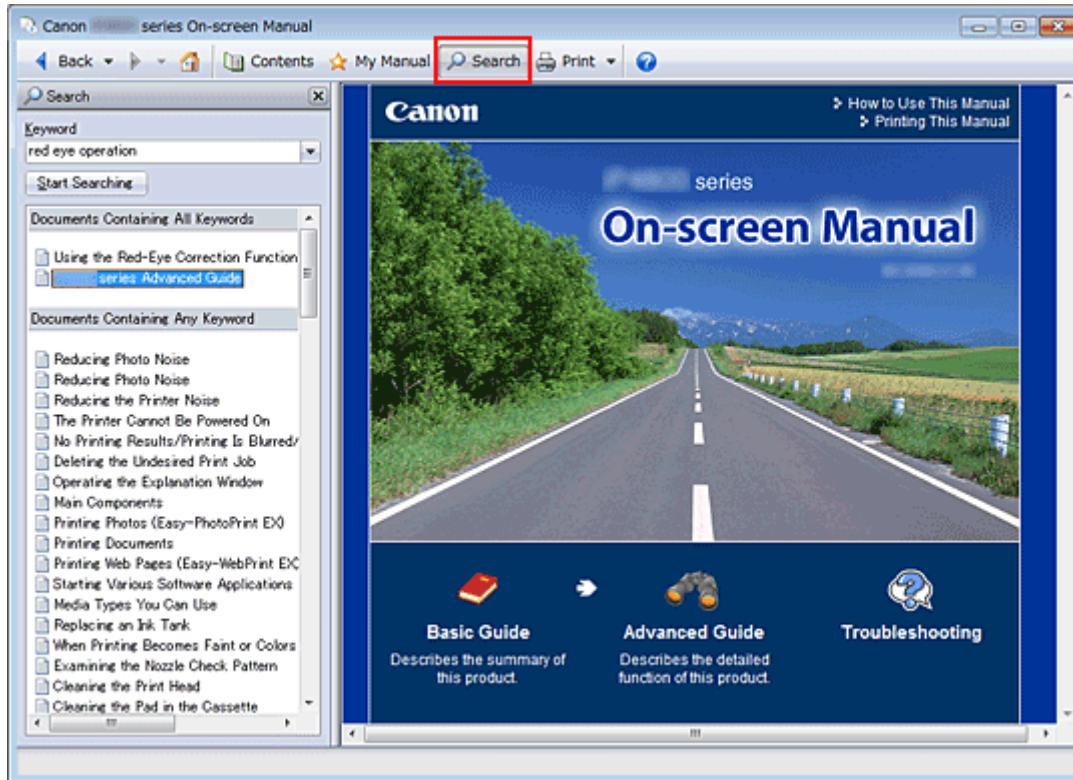 Canon series On-screen Manual
Back Contents My Manual Search Print
Search
Keyword
red eye operation
Start Searching
Documents Containing All Keywords
Using the Red-Eye Correction Function
series Advanced Guide
Documents Containing Any Keyword
Reducing Photo Noise
Reducing Photo Noise
Reducing the Printer Noise
The Printer Cannot Be Powered On
No Printing Results/Printing Is Blurred/
Deleting the Undesired Print Job
Operating the Explanation Window
Main Components
Printing Photos (Easy-PhotoPrint EX)
Printing Documents
Printing Web Pages (Easy-WebPrint EX
Starting Various Software Applications
Media Types You Can Use
Replacing an Ink Tank
When Printing Becomes Faint or Colors
Examining the Nozzle Check Pattern
Cleaning the Print Head
Cleaning the Pad in the Cassette
Canon
How to Use This Manual
Printing This Manual
series
On-screen Manual
Basic Guide
Describes the summary of
this product.
Advanced Guide
Describes the detailed
function of this product.
Troubleshooting